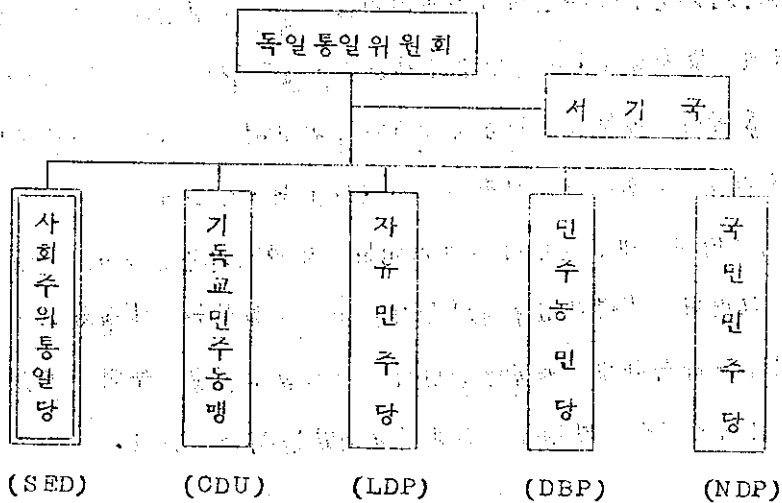 독일통일위원회
서기국
사회주의통일당
기독교민주동맹
자유민주당
민주농민당
국민민주당
(SED) (CDU) (LDP) (DBP) (NDP)